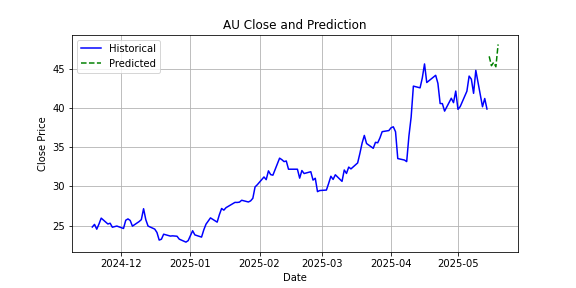 AU Close and Prediction
Historical
Predicted
45
40
35
30
25
Close Price
2024-12 2025-01 2025-02 2025-03 2025-04 2025-05
Date